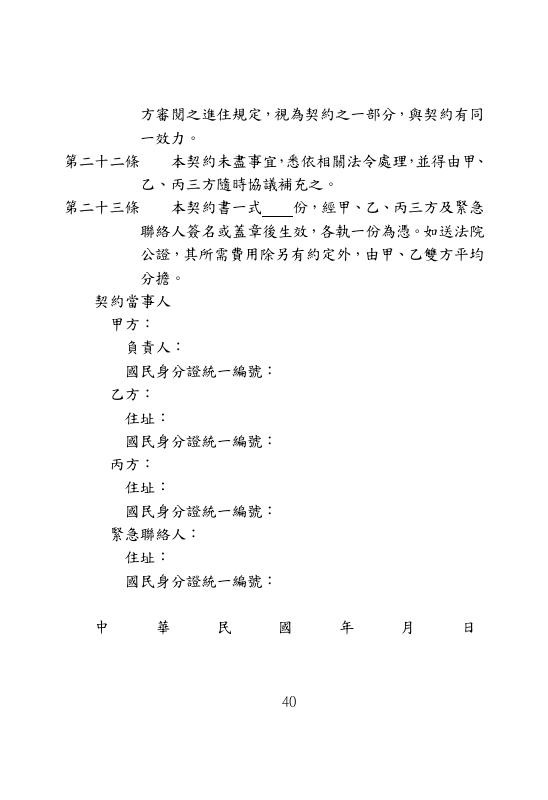 方審閱之進住規定，視為契約之一部分，與契約有同
一效力。
第二十二條　　本契約未盡事宜，悉依相關法令處理，並得由甲、
乙、丙三方隨時協議補充之。
第二十三條　　本契約書一式____份，經甲、乙、丙三方及緊急
聯絡人簽名或蓋章後生效，各執一份為憑。如送法院
公證，其所需費用除另有約定外，由甲、乙雙方平均
分擔。
契約當事人
甲方：
負責人：
國民身分證統一編號：
乙方：
住址：
國民身分證統一編號：
丙方：
住址：
國民身分證統一編號：
緊急聯絡人：
住址：
國民身分證統一編號：
中　華　民　國　年　月　日
40